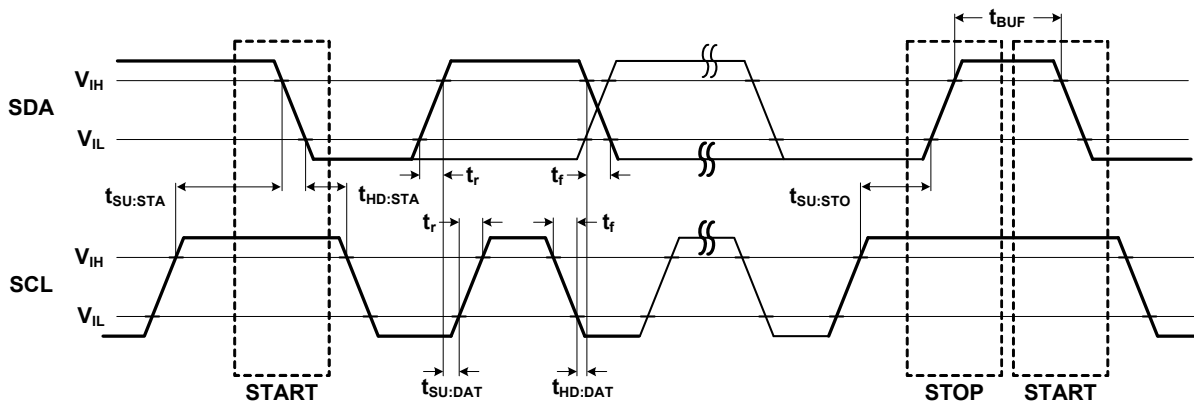 t_BUF
V_IH
SDA
V_IL
t_SU:STA
t_HD:STA
t_r
t_f
t_SU:STO
t_r
t_f
V_IH
SCL
V_IL
t_SU:DAT
t_HD:DAT
START
STOP
START